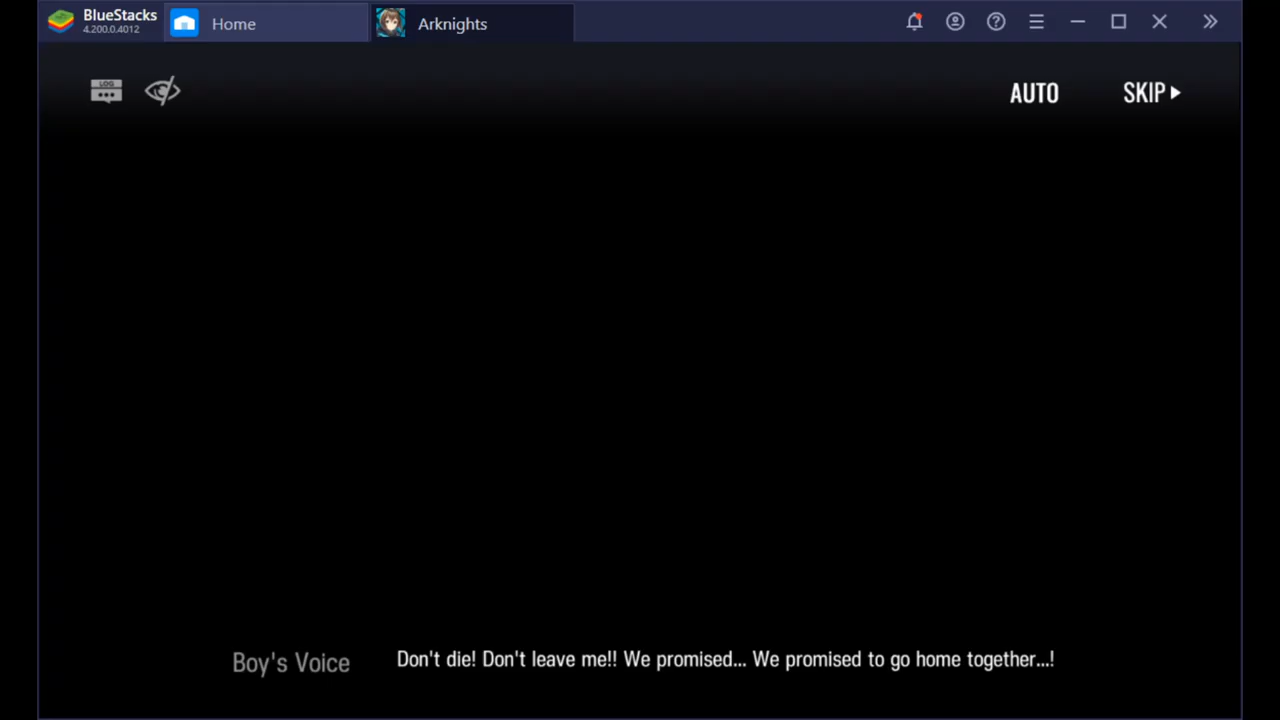 BlueStacks
4.200.0.4012
Home
Arknights
LOG
AUTO
SKIP
Boy's Voice
Don't die! Don't leave me!! We promised... We promised to go home together...!